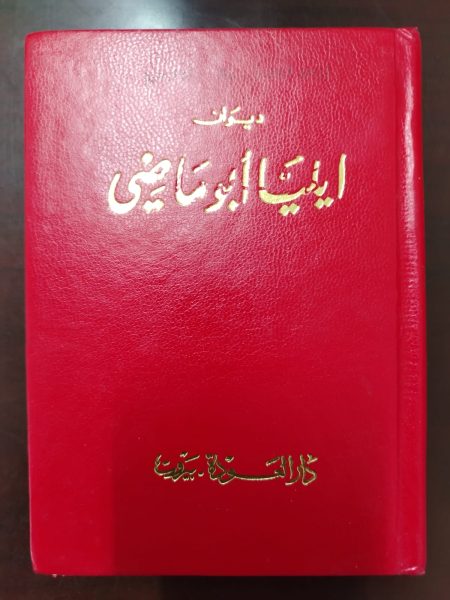 ديوان
ايليا أبو ماضي
دار العودة - بيروت